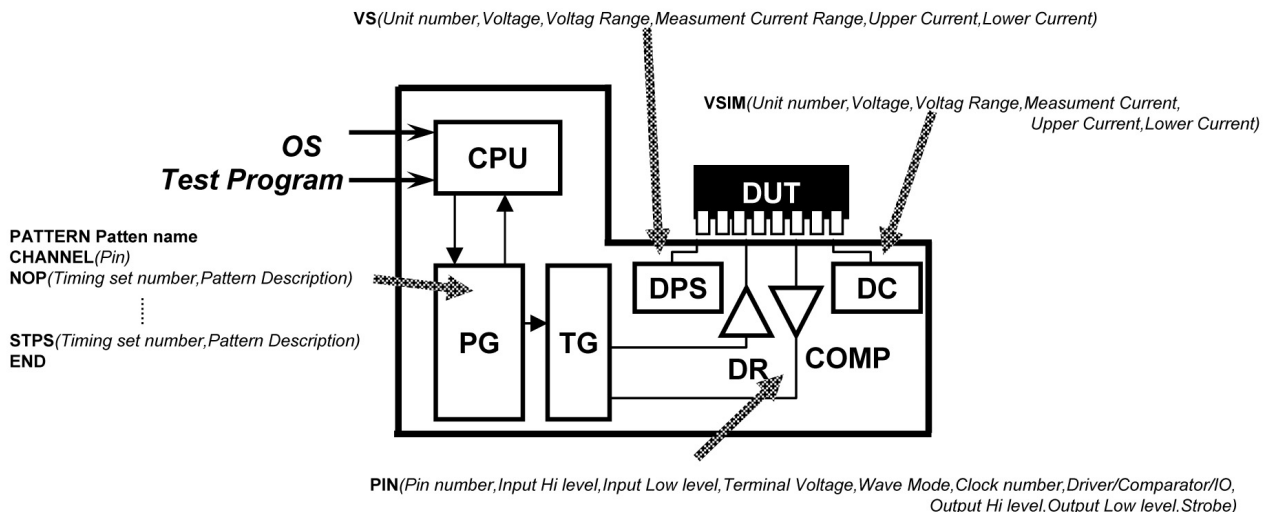 VS(Unit number,Voltage,Voltag Range,Measument Current Range,Upper Current,Lower Current)
VSIM(Unit number,Voltage,Voltag Range,Measument Current,
Upper Current,Lower Current)
OS
Test Program
CPU
DUT
PATTERN Patten name
CHANNEL(Pin)
NOP(Timing set number,Pattern Description)
STPS(Timing set number,Pattern Description)
END
DPS
DC
PG
TG
DR
COMP
PIN(Pin number,Input Hi level,Input Low level,Terminal Voltage,Wave Mode,Clock number,Driver/Comparator/IO,
Output Hi level,Output Low level,Strobe)